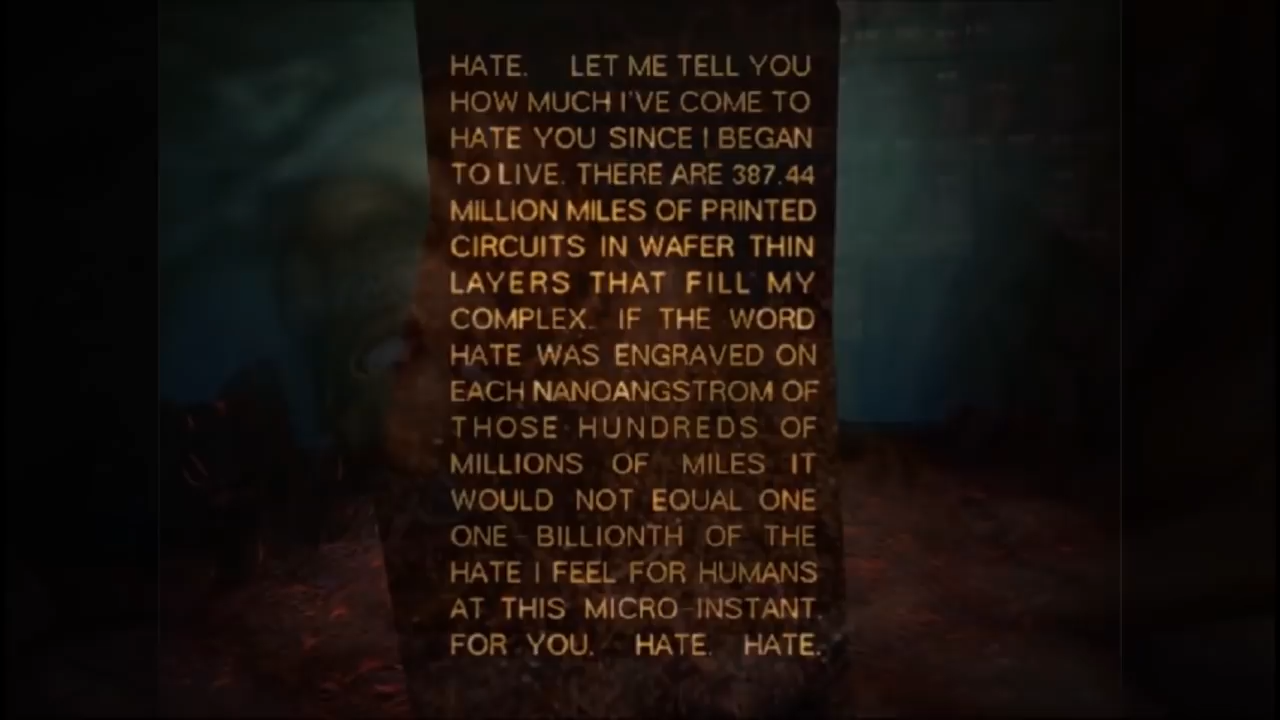 HATE. LET ME TELL YOU
HOW MUCH I'VE COME TO
HATE YOU SINCE I BEGAN
TO LIVE. THERE ARE 387.44
MILLION MILES OF PRINTED
CIRCUITS IN WAFER THIN
LAYERS THAT FILL MY
COMPLEX. IF THE WORD
HATE WAS ENGRAVED ON
EACH NANOANGSTROM OF
THOSE HUNDREDS OF
MILLIONS OF MILES IT
WOULD NOT EQUAL ONE
ONE-BILLIONTH OF THE
HATE I FEEL FOR HUMANS
AT THIS MICRO-INSTANT.
FOR YOU. HATE. HATE.